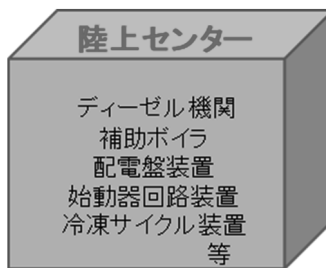 陸上センター
ディーゼル機関
補助ボイラ
配電盤装置
始動器回路装置
冷凍サイクル装置
等